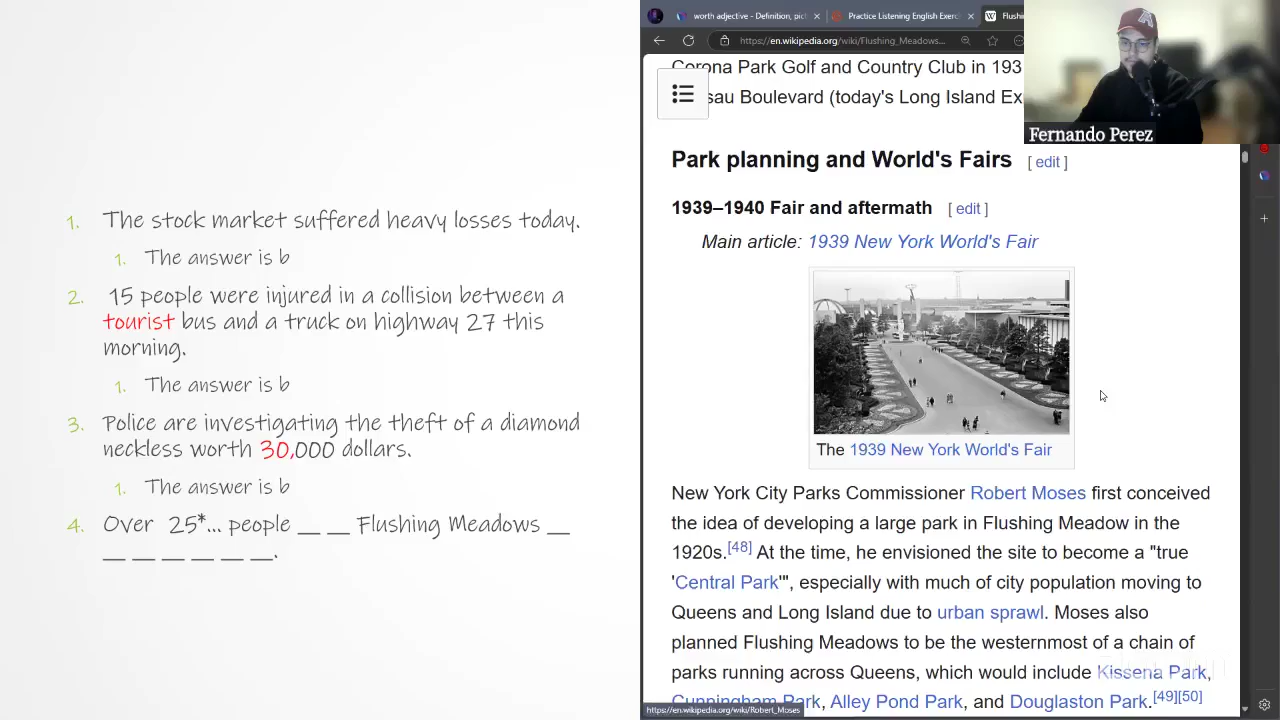 1. The stock market suffered heavy losses today.
1. The answer is b
2. 15 people were injured in a collision between a
tourist bus and a truck on highway 27 this
morning.
1. The answer is b
3. Police are investigating the theft of a diamond
neckless worth 30,000 dollars.
1. The answer is b
4. Over 25*... people __ __ Flushing Meadows __
__ __ __ __ __ __.
worth adjective - Definition, pict
Practice Listening English Exerc
Flushin
https://en.wikipedia.org/wiki/Flushing_Meadows...
Fernando Perez
Corona Park Golf and Country Club in 193
sau Boulevard (today's Long Island Ex
Park planning and World's Fairs [ edit ]
1939–1940 Fair and aftermath [ edit ]
Main article: 1939 New York World's Fair
The 1939 New York World's Fair
New York City Parks Commissioner Robert Moses first conceived
the idea of developing a large park in Flushing Meadow in the
1920s.[48] At the time, he envisioned the site to become a "true
'Central Park'", especially with much of city population moving to
Queens and Long Island due to urban sprawl. Moses also
planned Flushing Meadows to be the westernmost of a chain of
parks running across Queens, which would include Kissena Park,
Cunningham Park, Alley Pond Park, and Douglaston Park.[49][50]
https://en.wikipedia.org/wiki/Robert_Moses